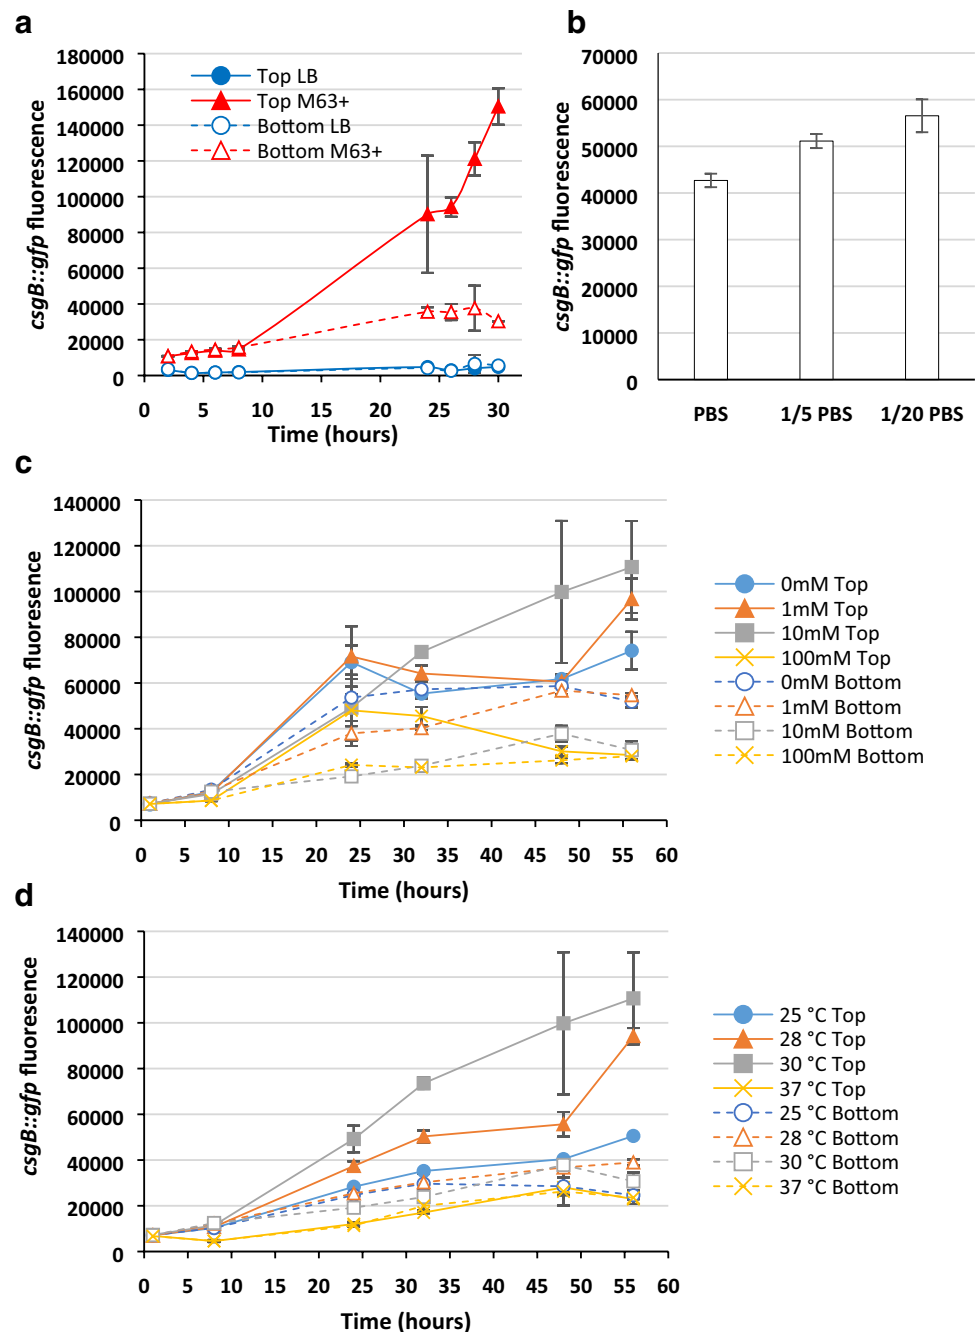 a
180000
160000
140000
120000
100000
80000
60000
40000
20000
0
csgB::gfp fluorescence
Top LB
Top M63+
Bottom LB
Bottom M63+
0 5 10 15 20 25 30
Time (hours)
b
70000
60000
50000
40000
30000
20000
10000
0
csgB::gfp fluorescence
PBS 1/5 PBS 1/20 PBS
c
140000
120000
100000
80000
60000
40000
20000
0
csgB::gfp fluoresence
0 5 10 15 20 25 30 35 40 45 50 55 60
Time (hours)
0mM Top
1mM Top
10mM Top
100mM Top
0mM Bottom
1mM Bottom
10mM Bottom
100mM Bottom
d
140000
120000
100000
80000
60000
40000
20000
0
csgB::gfp fluoresence
0 5 10 15 20 25 30 35 40 45 50 55 60
Time (hours)
25 °C Top
28 °C Top
30 °C Top
37 °C Top
25 °C Bottom
28 °C Bottom
30 °C Bottom
37 °C Bottom